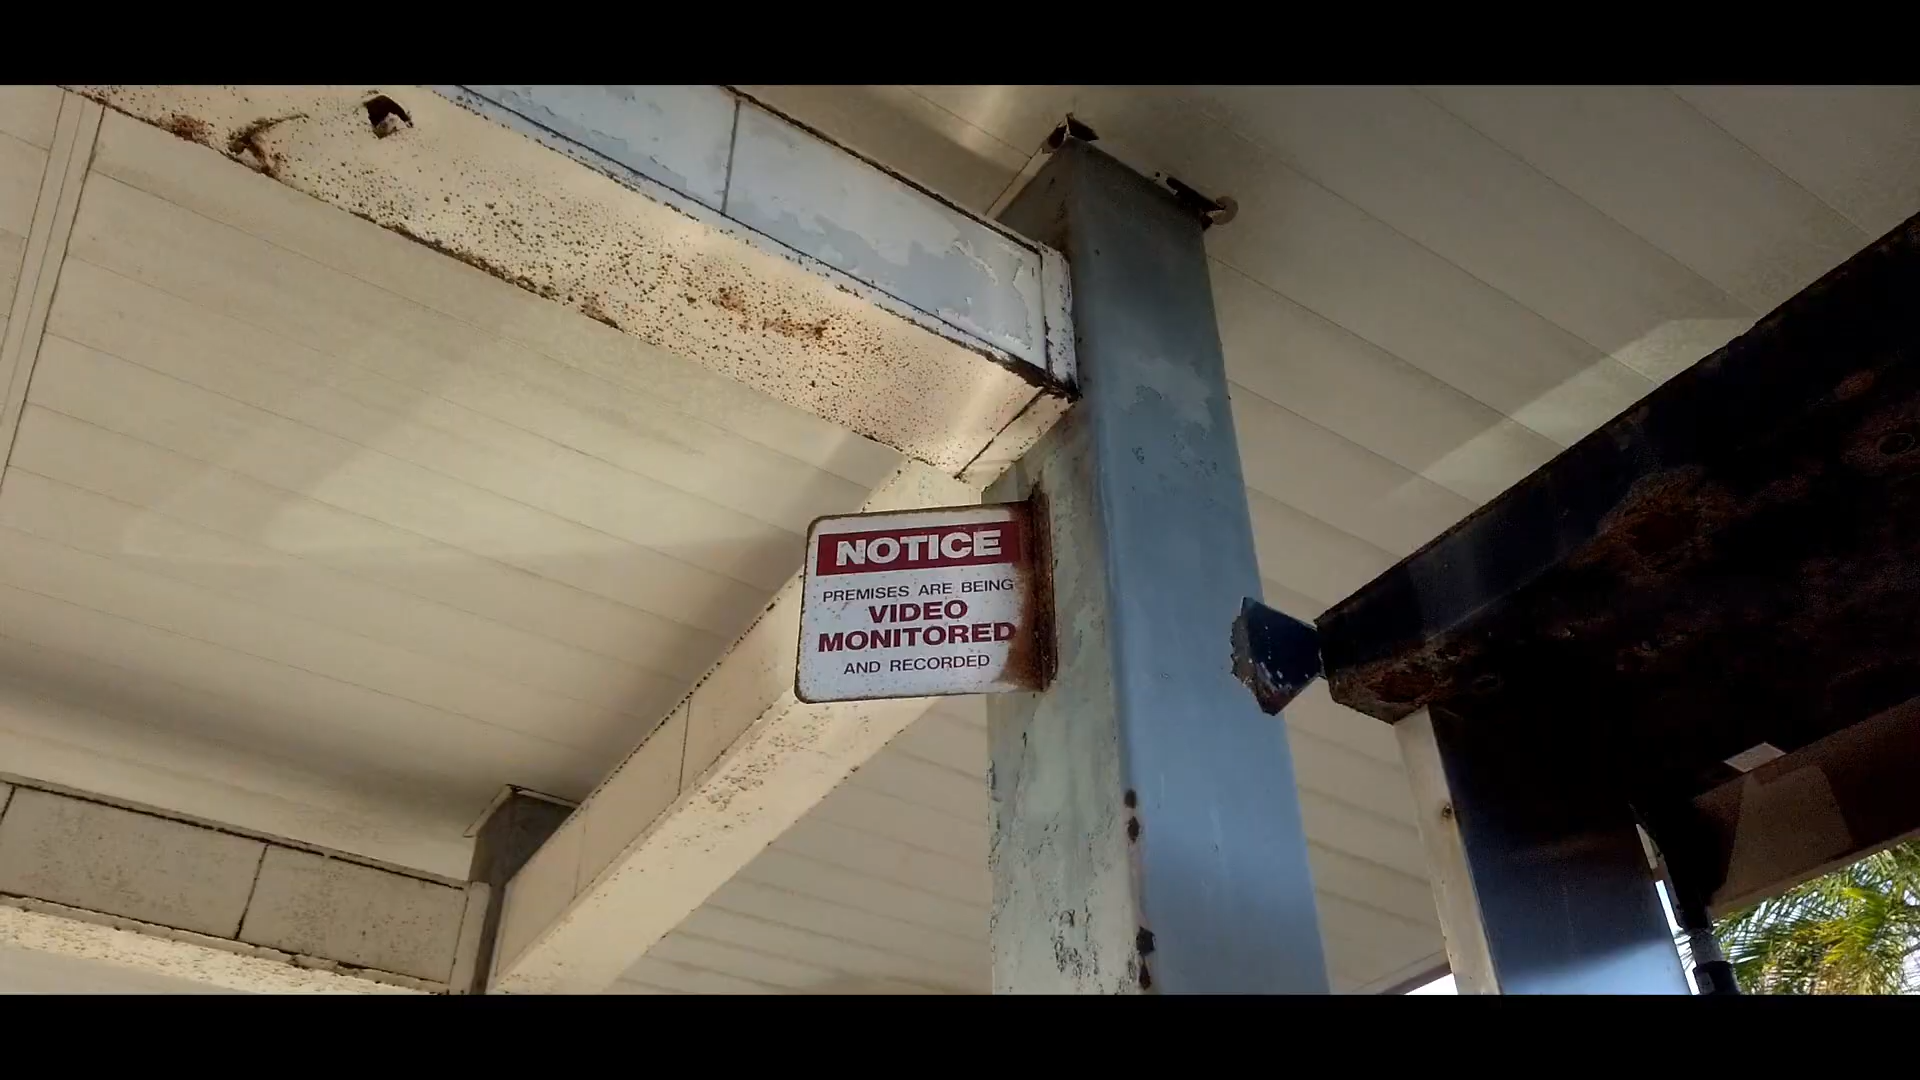 NOTICE
PREMISES ARE BEING
VIDEO
MONITORED
AND RECORDED